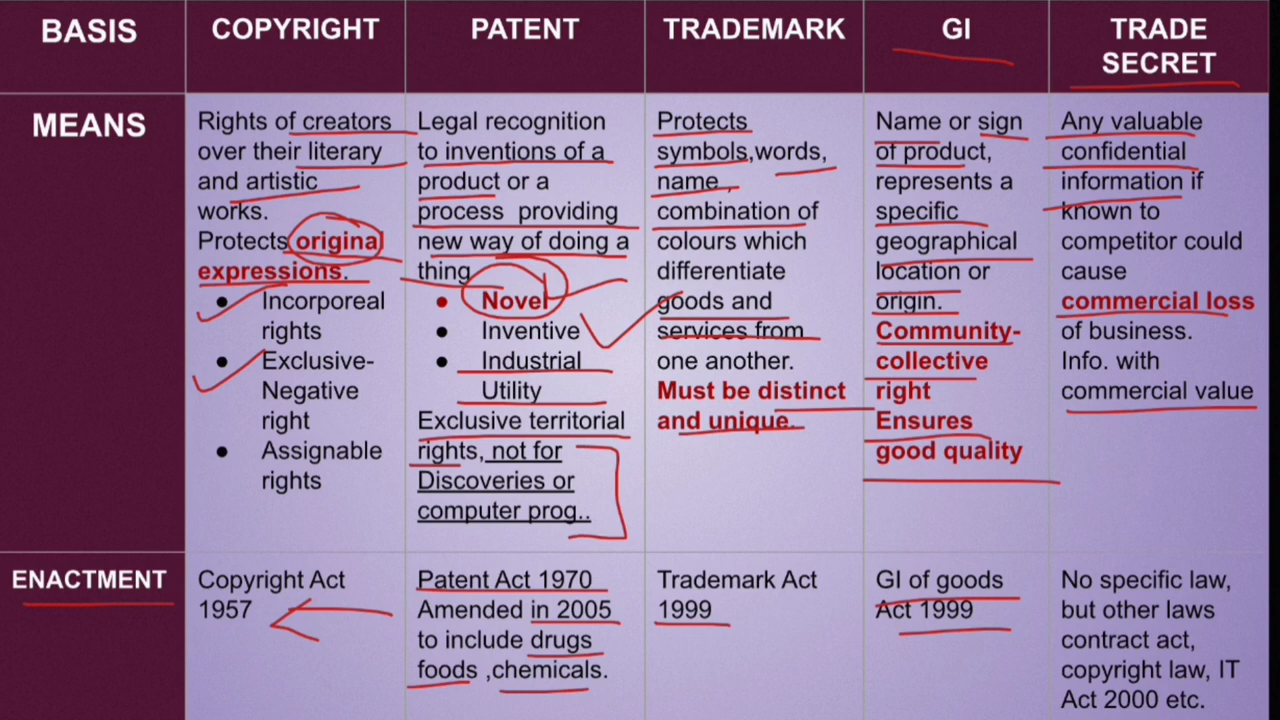 BASIS
COPYRIGHT
PATENT
TRADEMARK
GI
TRADE
SECRET
MEANS
Rights of creators
over their literary
and artistic
works.
Protects original
expressions.
● Incorporeal
rights
● Exclusive-
Negative
right
● Assignable
rights
Legal recognition
to inventions of a
product or a
process providing
new way of doing a
thing
● Novel
● Inventive
● Industrial
Utility
Exclusive territorial
rights, not for
Discoveries or
computer prog..
Protects
symbols,words,
name ,
combination of
colours which
differentiate
goods and
services from
one another.
Must be distinct
and unique.
Name or sign
of product,
represents a
specific
geographical
location or
origin.
Community-
collective
right
Ensures
good quality
Any valuable
confidential
information if
known to
competitor could
cause
commercial loss
of business.
Info. with
commercial value
ENACTMENT
Copyright Act
1957
Patent Act 1970
Amended in 2005
to include drugs
foods ,chemicals.
Trademark Act
1999
GI of goods
Act 1999
No specific law,
but other laws
contract act,
copyright law, IT
Act 2000 etc.